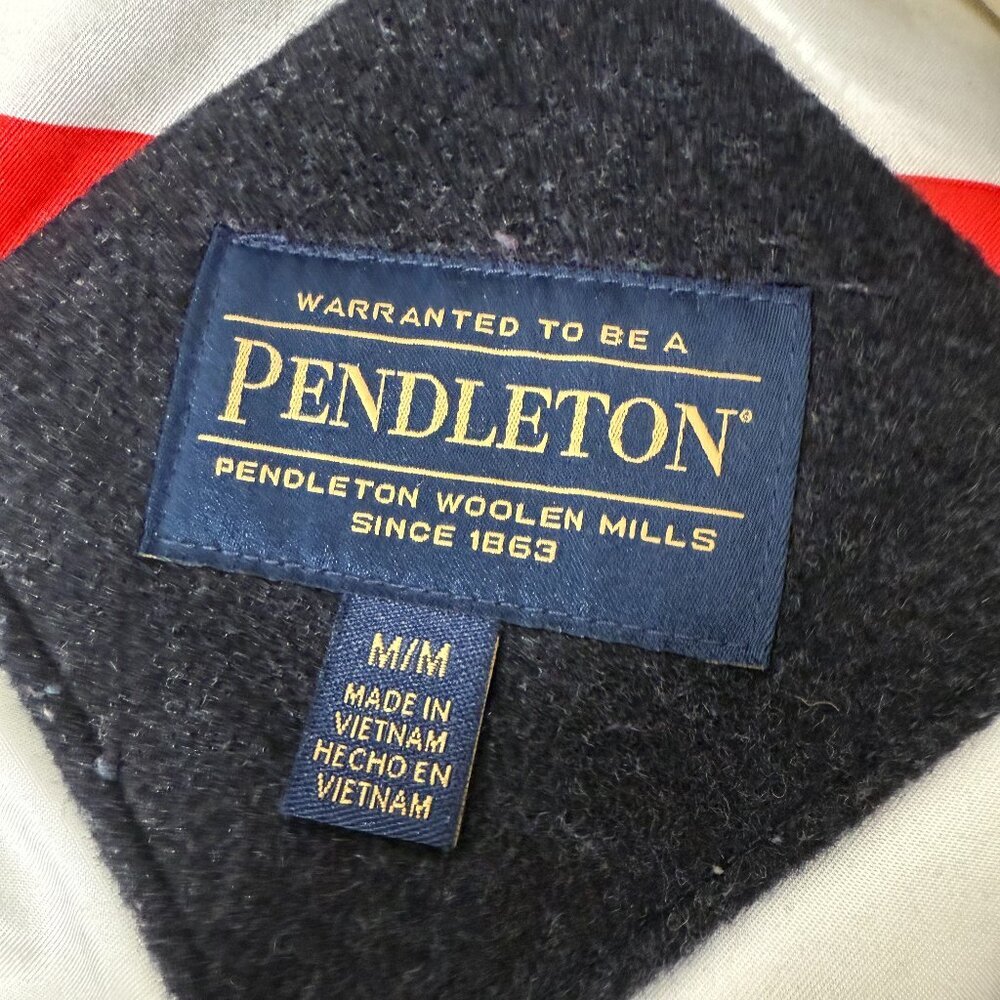 WARRANTED TO BE A
PENDLETON®
PENDLETON WOOLEN MILLS
SINCE 1863
M/M
MADE IN
VIETNAM
HECHO EN
VIETNAM